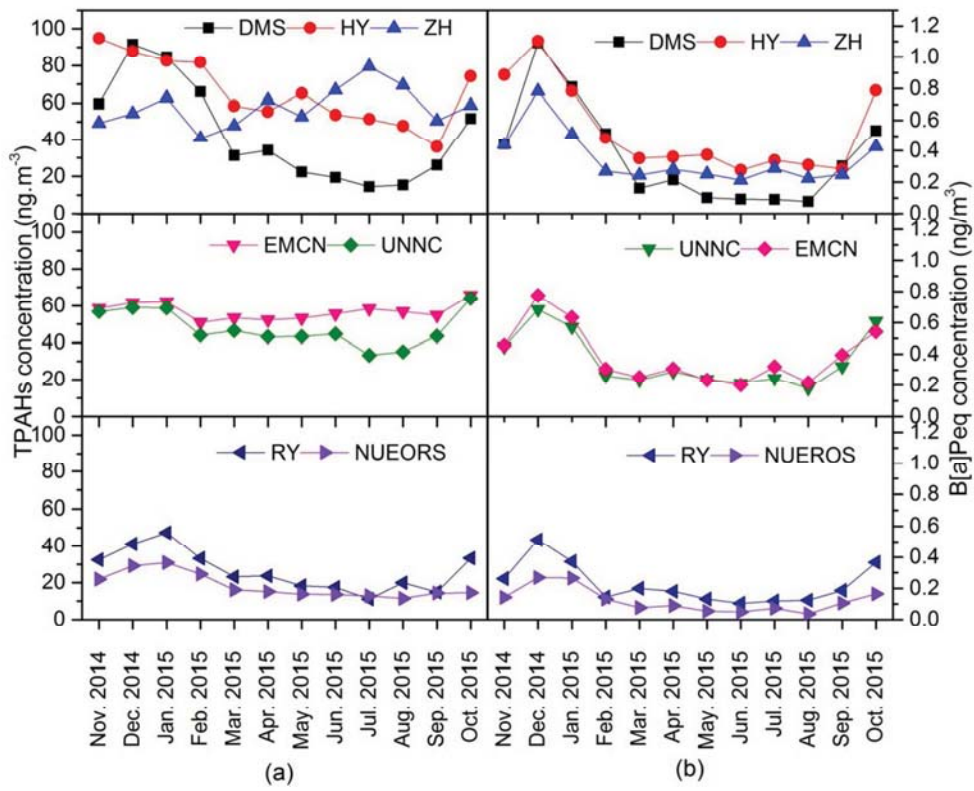 TPAHs concentration (ng.m-3)
100
80
60
40
20
0
DMS HY ZH
100
80
60
40
20
0
EMCN UNNC
100
80
60
40
20
0
RY NUEORS
Nov. 2014
Dec. 2014
Jan. 2015
Feb. 2015
Mar. 2015
Apr. 2015
May. 2015
Jun. 2015
Jul. 2015
Aug. 2015
Sep. 2015
Oct. 2015
(a)
DMS HY ZH
1.2
1.0
0.8
0.6
0.4
0.2
0.0
UNNC EMCN
1.2
1.0
0.8
0.6
0.4
0.2
0.0
RY NUEROS
1.2
1.0
0.8
0.6
0.4
0.2
0.0
B[a]Peq concentration (ng/m3)
Nov. 2014
Dec. 2014
Jan. 2015
Feb. 2015
Mar. 2015
Apr. 2015
May. 2015
Jun. 2015
Jul. 2015
Aug. 2015
Sep. 2015
Oct. 2015
(b)